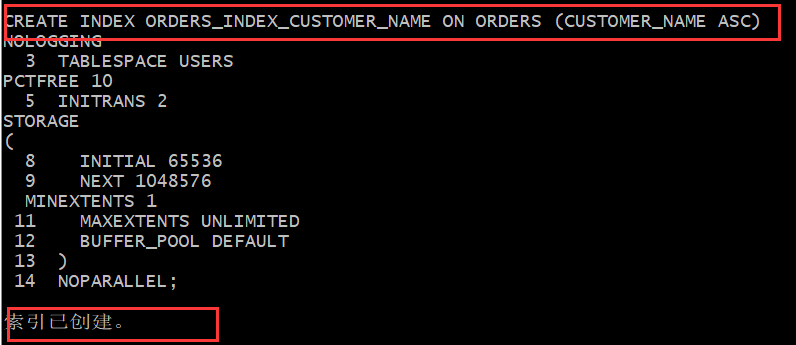 CREATE INDEX ORDERS_INDEX_CUSTOMER_NAME ON ORDERS (CUSTOMER_NAME ASC)
NOLOGGING
  3  TABLESPACE USERS
PCTFREE 10
  5  INITRANS 2
STORAGE
(
  8    INITIAL 65536
  9    NEXT 1048576
  MINEXTENTS 1
 11    MAXEXTENTS UNLIMITED
 12    BUFFER_POOL DEFAULT
 13  )
 14  NOPARALLEL;
索引已创建。